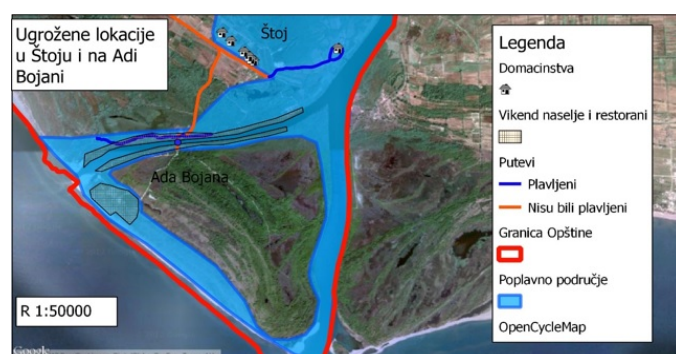 Ugrožene lokacije
u Štoju i na Adi
Bojani
Štoj
Ada Bojana
R 1:50000
Google
Legenda
Domacinstva
Vikend naselje i restorani
Putevi
Plavljeni
Nisu bili plavljeni
Granica Opštine
Poplavno područje
OpenCycleMap